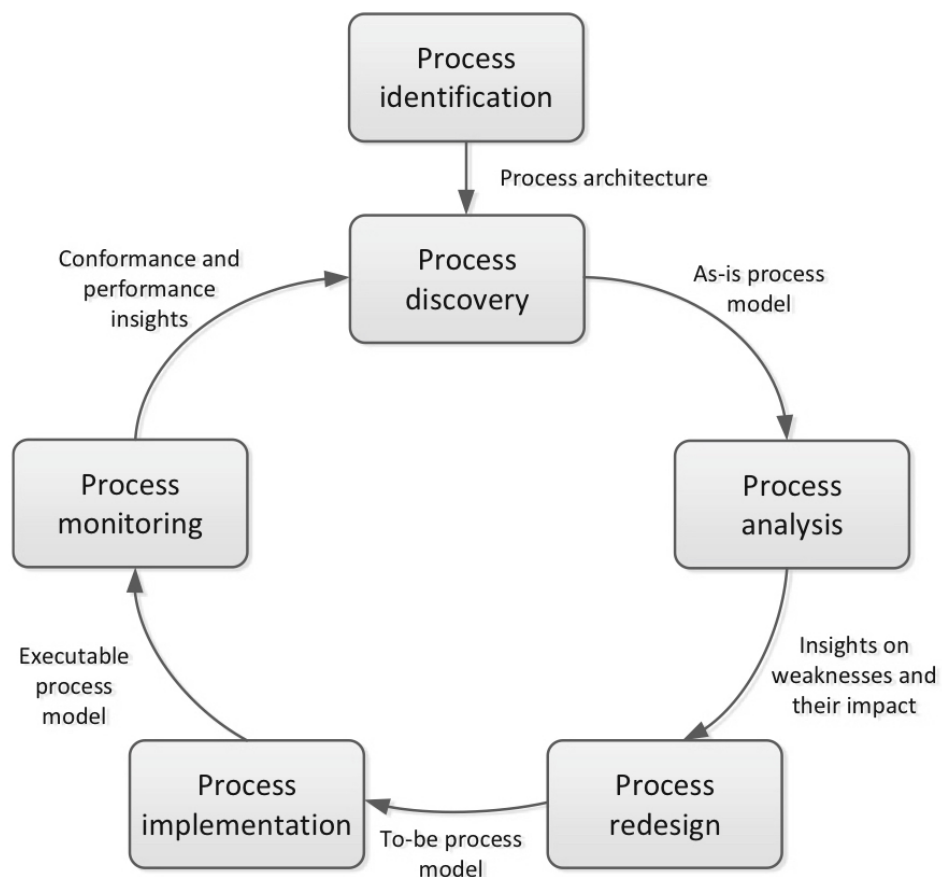 Process
identification
Process architecture
Process
discovery
As-is process
model
Process
analysis
Insights on
weaknesses and
their impact
Process
redesign
To-be process
model
Process
implementation
Executable
process
model
Process
monitoring
Conformance and
performance
insights